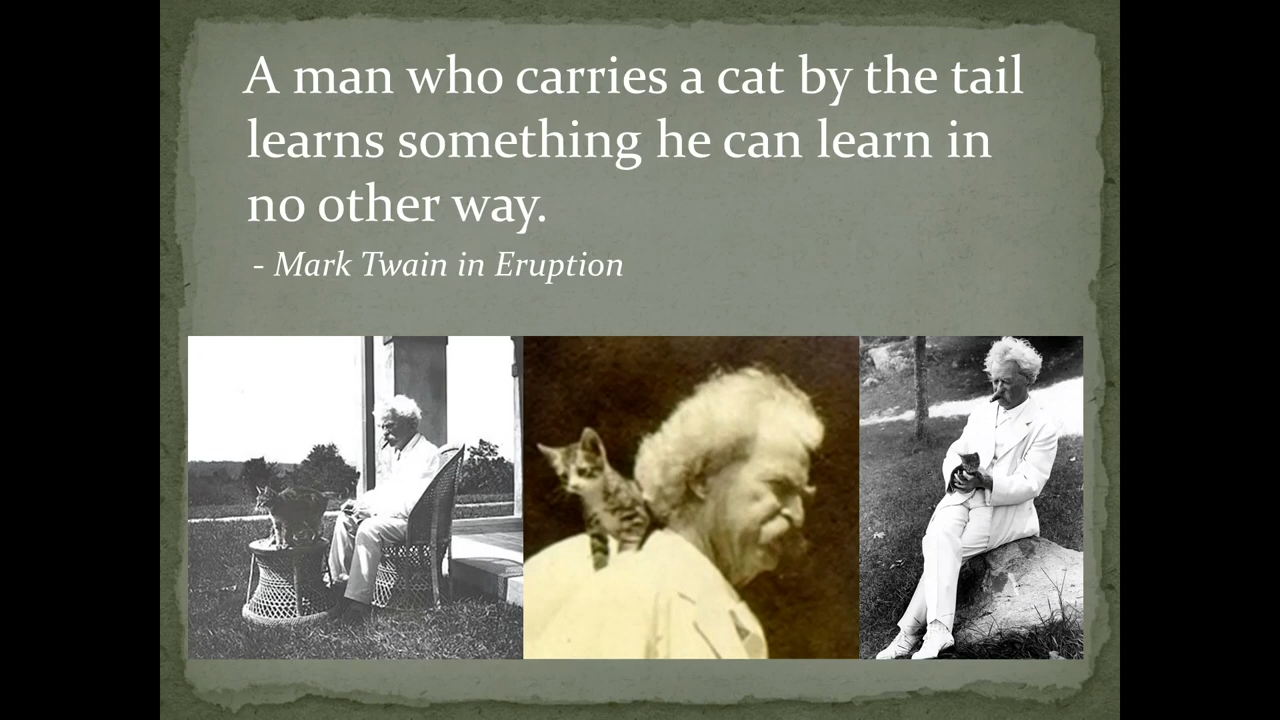 A man who carries a cat by the tail
learns something he can learn in
no other way.
- Mark Twain in Eruption